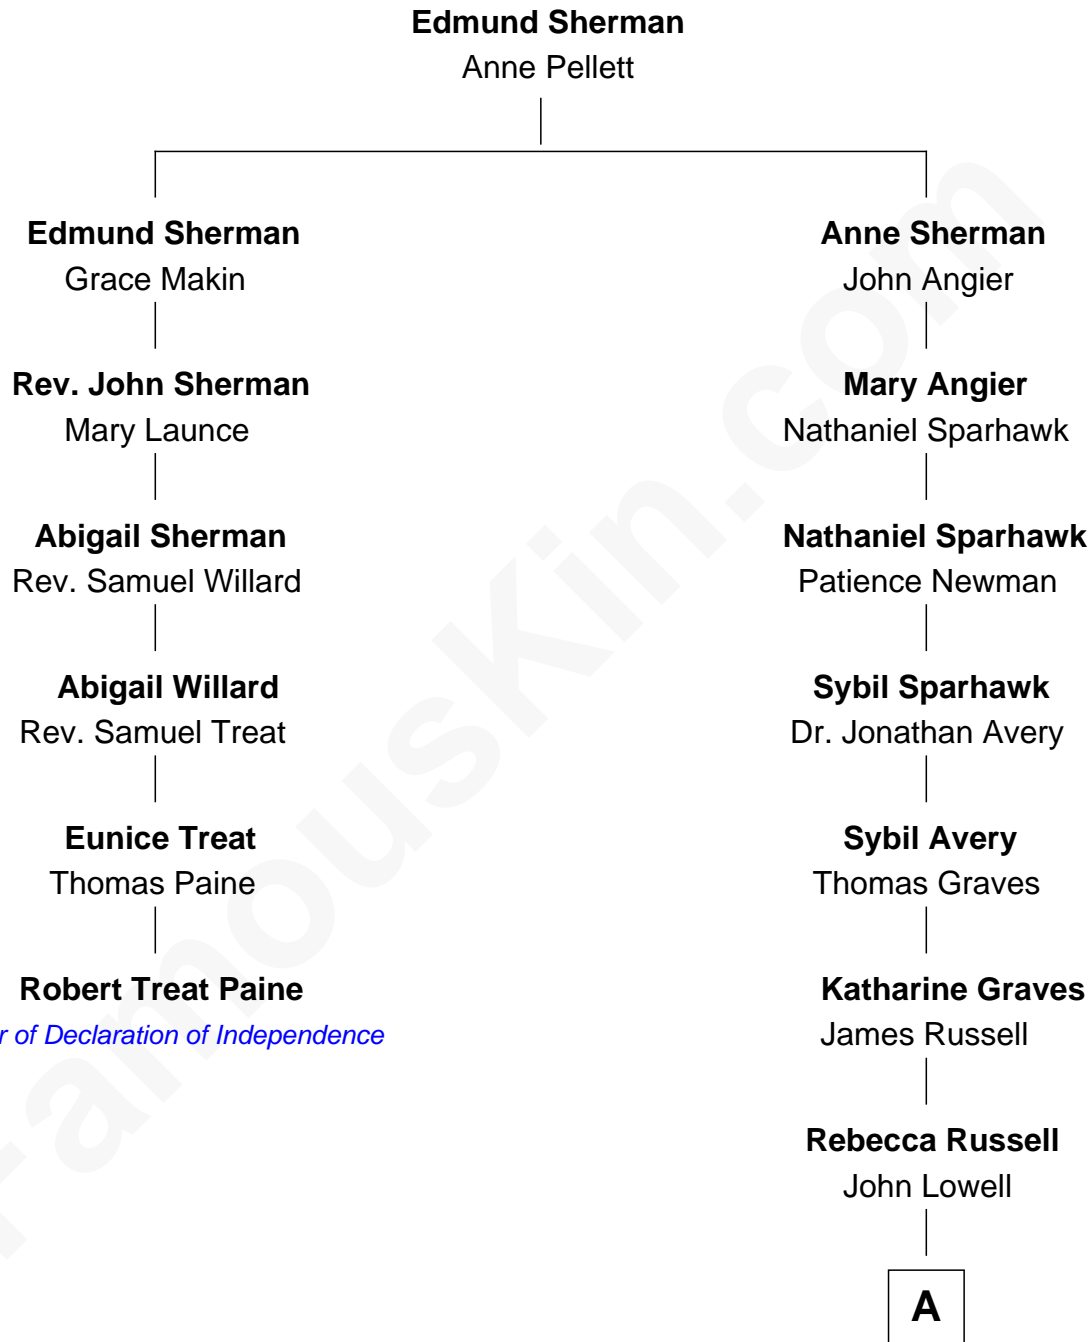 Edmund Sherman
Anne Pellett
Edmund Sherman
Grace Makin
Rev. John Sherman
Mary Launce
Abigail Sherman
Rev. Samuel Willard
Abigail Willard
Rev. Samuel Treat
Eunice Treat
Thomas Paine
Robert Treat Paine
r of Declaration of Independence
Anne Sherman
John Angier
Mary Angier
Nathaniel Sparhawk
Nathaniel Sparhawk
Patience Newman
Sybil Sparhawk
Dr. Jonathan Avery
Sybil Avery
Thomas Graves
Katharine Graves
James Russell
Rebecca Russell
John Lowell
A
FamousKin.com